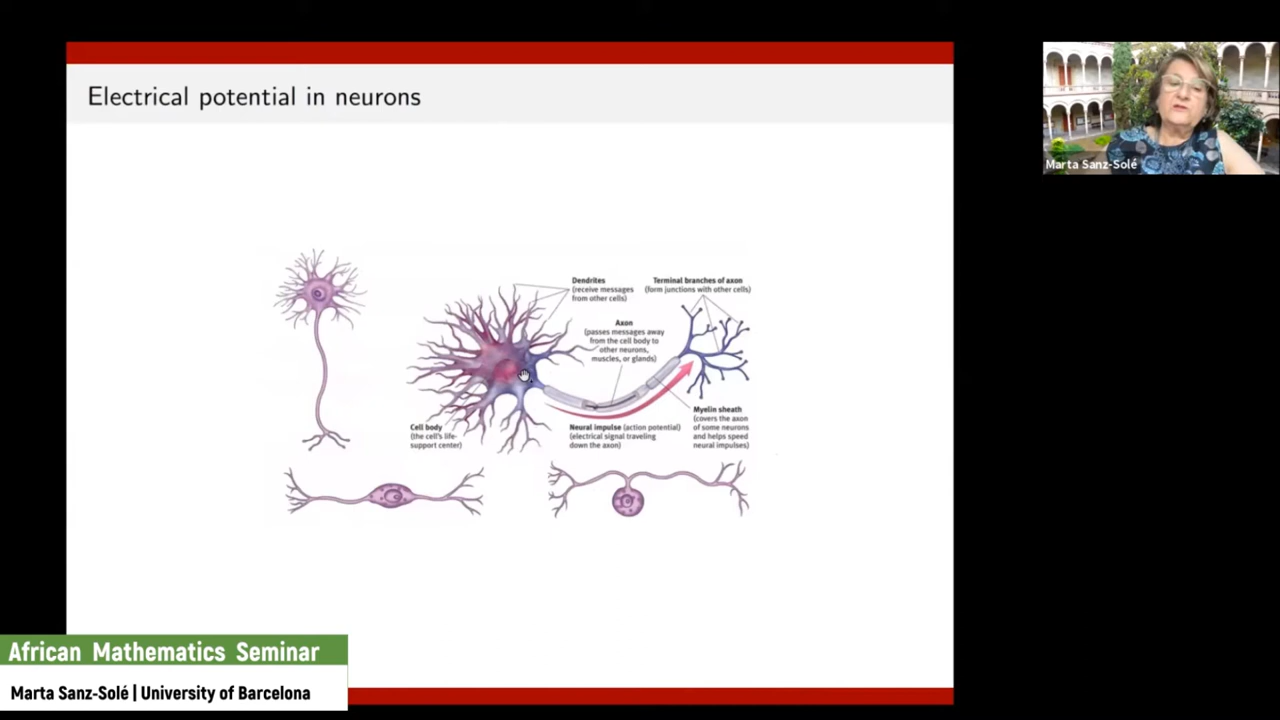 Electrical potential in neurons
Marta Sanz-Solé
Dendrites
(receive messages
from other cells)
Terminal branches of axon
(form junctions with other cells)
Axon
(passes messages away
from the cell body to
other neurons,
muscles, or glands)
Cell body
(the cell's life-
support center)
Neural impulse (action potential)
(electrical signal traveling
down the axon)
Myelin sheath
(covers the axon
of some neurons
and helps speed
neural impulses)
African Mathematics Seminar
Marta Sanz-Solé | University of Barcelona